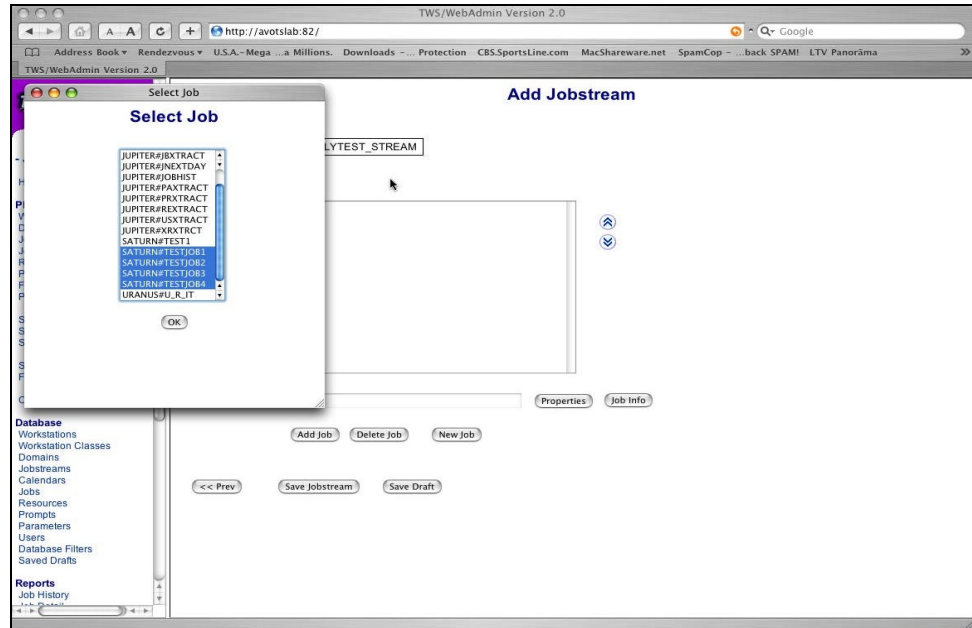 TWS/WebAdmin Version 2.0
A A C + http://avotslab:82/ Q Google
Address Book Rendezvous U.S.A.-Mega ...a Millions. Downloads -... Protection CBS.SportsLine.com MacShareware.net SpamCop - ...back SPAM! LTV Panorāma »
TWS/WebAdmin Version 2.0
Select Job
Select Job
JUPITER#JBXTRACT
JUPITER#JNEXTDAY
JUPITER#JOBHIST
JUPITER#PAXTRACT
JUPITER#PRXTRACT
JUPITER#REXTRACT
JUPITER#USXTRACT
JUPITER#XRXTRCT
SATURN#TEST1
SATURN#TESTJOB1
SATURN#TESTJOB2
SATURN#TESTJOB3
SATURN#TESTJOB4
URANUS#U_R_IT
OK
Add Jobstream
LYTEST_STREAM
Properties Job Info
Add Job Delete Job New Job
<< Prev Save Jobstream Save Draft
Database
Workstations
Workstation Classes
Domains
Jobstreams
Calendars
Jobs
Resources
Prompts
Parameters
Users
Database Filters
Saved Drafts
Reports
Job History